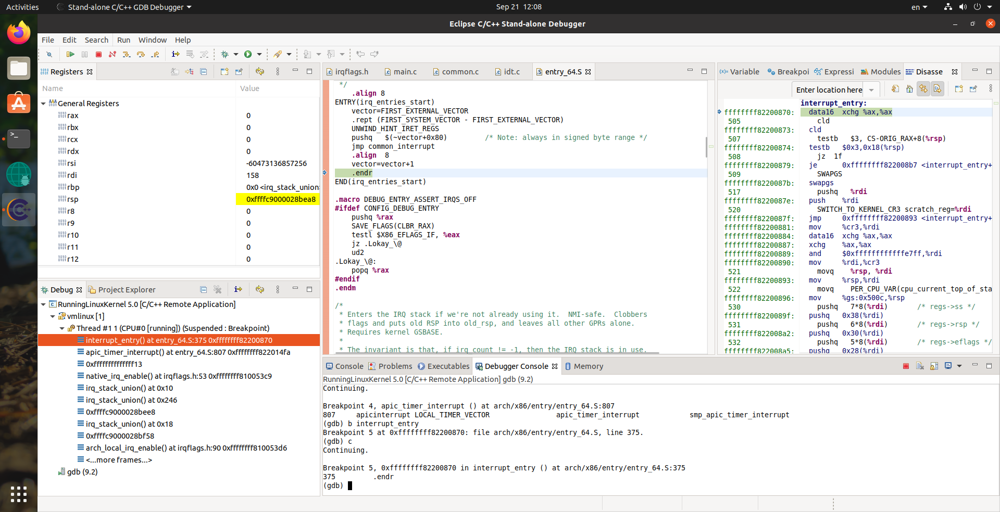 Activities
Stand-alone C/C++ GDB Debugger
Sep 21 12:08
en
Eclipse C/C++ Stand-alone Debugger
File Edit Search Run Window Help
Registers
Name Value
General Registers
rax 0
rbx 0
rcx 0
rdx 0
rsi -60473136857256
rdi 158
rbp 0x0 <irq_stack_union>
rsp 0xffffc9000028bea8
r8 0
r9 0
r10 0
r11 0
r12 0
Debug Project Explorer
RunningLinuxKernel 5.0 [C/C++ Remote Application]
vmlinux [1]
Thread #1 1 (CPU#0 [running]) (Suspended : Breakpoint)
interrupt_entry() at entry_64.S:375 0xffffffff82200870
apic_timer_interrupt() at entry_64.S:807 0xffffffff822014fa
0xffffffffffffff13
native_irq_enable() at irqflags.h:53 0xffffffff810053c9
irq_stack_union() at 0x10
irq_stack_union() at 0x246
0xffffc9000028bee8
irq_stack_union() at 0x18
0xffffc9000028bf58
arch_local_irq_enable() at irqflags.h:90 0xffffffff810053d6
<...more frames...>
gdb (9.2)
irqflags.h main.c common.c idt.c entry_64.S
*/
.align 8
ENTRY(irq_entries_start)
vector=FIRST_EXTERNAL_VECTOR
.rept (FIRST_SYSTEM_VECTOR - FIRST_EXTERNAL_VECTOR)
UNWIND_HINT_IRET_REGS
pushq $(~vector+0x80) /* Note: always in signed byte range */
jmp common_interrupt
.align 8
vector=vector+1
.endr
END(irq_entries_start)
.macro DEBUG_ENTRY_ASSERT_IRQS_OFF
#ifdef CONFIG_DEBUG_ENTRY
pushq %rax
SAVE_FLAGS(CLBR_RAX)
testl $X86_EFLAGS_IF, %eax
jz .Lokay_\@
ud2
.Lokay_\@:
popq %rax
#endif
.endm
/*
* Enters the IRQ stack if we're not already using it. NMI-safe. Clobbers
* flags and puts old RSP into old_rsp, and leaves all other GPRs alone.
* Requires kernel GSBASE.
*
* The invariant is that, if irq_count != -1, then the IRQ stack is in use.
Variable Breakpoi Expressi Modules Disasse
Enter location here
interrupt_entry:
ffffffff82200870: data16 xchg %ax,%ax
505 cld
ffffffff82200873: cld
507 testb $3, CS-ORIG_RAX+8(%rsp)
ffffffff82200874: testb $0x3,0x18(%rsp)
508 jz 1f
ffffffff82200879: je 0xffffffff822008b7 <interrupt_entry+
509 SWAPGS
ffffffff8220087b: swapgs
517 pushq %rdi
ffffffff8220087e: push %rdi
520 SWITCH_TO_KERNEL_CR3 scratch_reg=%rdi
ffffffff8220087f: jmp 0xffffffff82200893 <interrupt_entry+
ffffffff82200881: mov %cr3,%rdi
ffffffff82200884: data16 xchg %ax,%ax
ffffffff82200887: xchg %ax,%ax
ffffffff82200889: and $0xffffffffffffe7ff,%rdi
ffffffff82200890: mov %rdi,%cr3
521 movq %rsp, %rdi
ffffffff82200893: mov %rsp,%rdi
522 movq PER_CPU_VAR(cpu_current_top_of_sta
ffffffff82200896: mov %gs:0x500c,%rsp
530 pushq 7*8(%rdi) /* regs->ss */
ffffffff8220089f: pushq 0x38(%rdi)
531 pushq 6*8(%rdi) /* regs->rsp */
ffffffff822008a2: pushq 0x30(%rdi)
532 pushq 5*8(%rdi) /* regs->eflags */
ffffffff822008a5: pushq 0x28(%rdi)
Console Problems Executables Debugger Console Memory
RunningLinuxKernel 5.0 [C/C++ Remote Application] gdb (9.2)
Continuing.
Breakpoint 4, apic_timer_interrupt () at arch/x86/entry/entry_64.S:807
807 apicinterrupt LOCAL_TIMER_VECTOR apic_timer_interrupt smp_apic_timer_interrupt
(gdb) b interrupt_entry
Breakpoint 5 at 0xffffffff82200870: file arch/x86/entry/entry_64.S, line 375.
(gdb) c
Continuing.
Breakpoint 5, 0xffffffff82200870 in interrupt_entry () at arch/x86/entry/entry_64.S:375
375 .endr
(gdb)